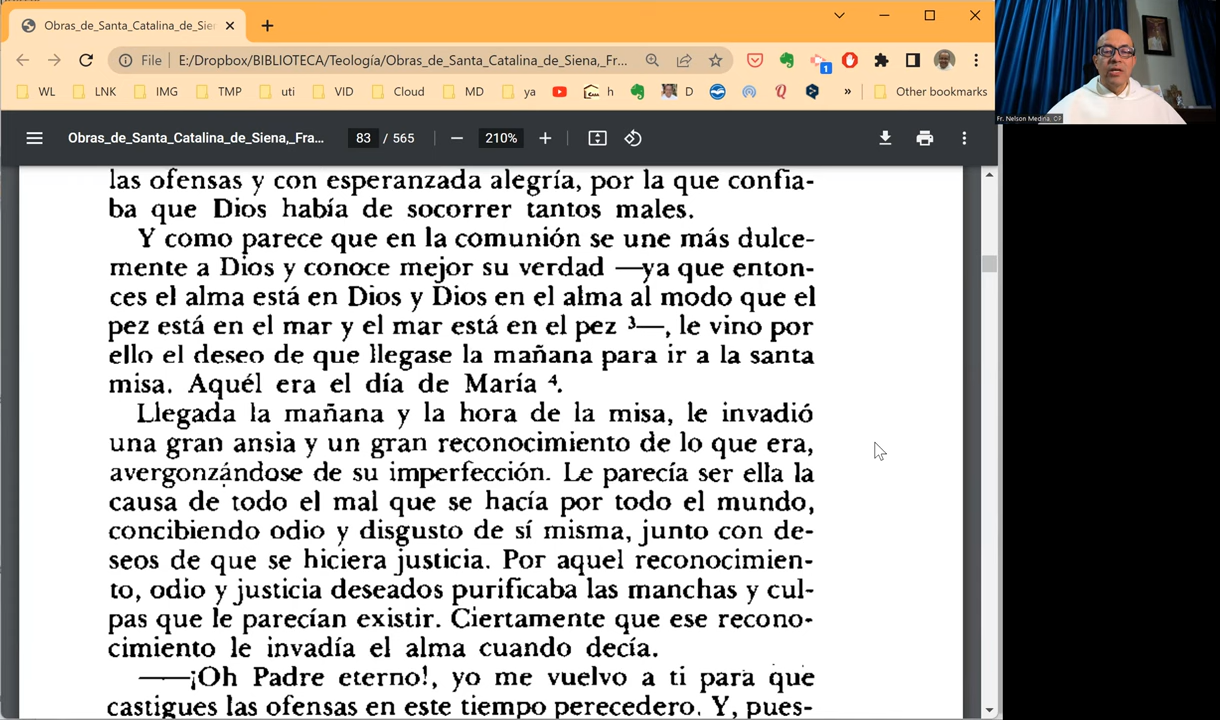 Obras_de_Santa_Catalina_de_Sie
File E:/Dropbox/BIBLIOTECA/Teología/Obras_de_Santa_Catalina_de_Siena,_Fr...
1
WL LNK IMG TMP uti VID Cloud MD ya h D » Other bookmarks
Fr. Nelson Medina OP
Obras_de_Santa_Catalina_de_Siena,_Fra... 83 / 565 210%
las ofensas y con esperanzada alegría, por la que confia-
ba que Dios había de socorrer tantos males.
Y como parece que en la comunión se une más dulce-
mente a Dios y conoce mejor su verdad —ya que enton-
ces el alma está en Dios y Dios en el alma al modo que el
pez está en el mar y el mar está en el pez ³—, le vino por
ello el deseo de que llegase la mañana para ir a la santa
misa. Aquél era el día de María ⁴.
Llegada la mañana y la hora de la misa, le invadió
una gran ansia y un gran reconocimiento de lo que era,
avergonzándose de su imperfección. Le parecía ser ella la
causa de todo el mal que se hacía por todo el mundo,
concibiendo odio y disgusto de sí misma, junto con de-
seos de que se hiciera justicia. Por aquel reconocimien-
to, odio y justicia deseados purificaba las manchas y cul-
pas que le parecían existir. Ciertamente que ese recono-
cimiento le invadía el alma cuando decía.
—¡Oh Padre eterno!, yo me vuelvo a ti para que
castigues las ofensas en este tiempo perecedero. Y, pues-